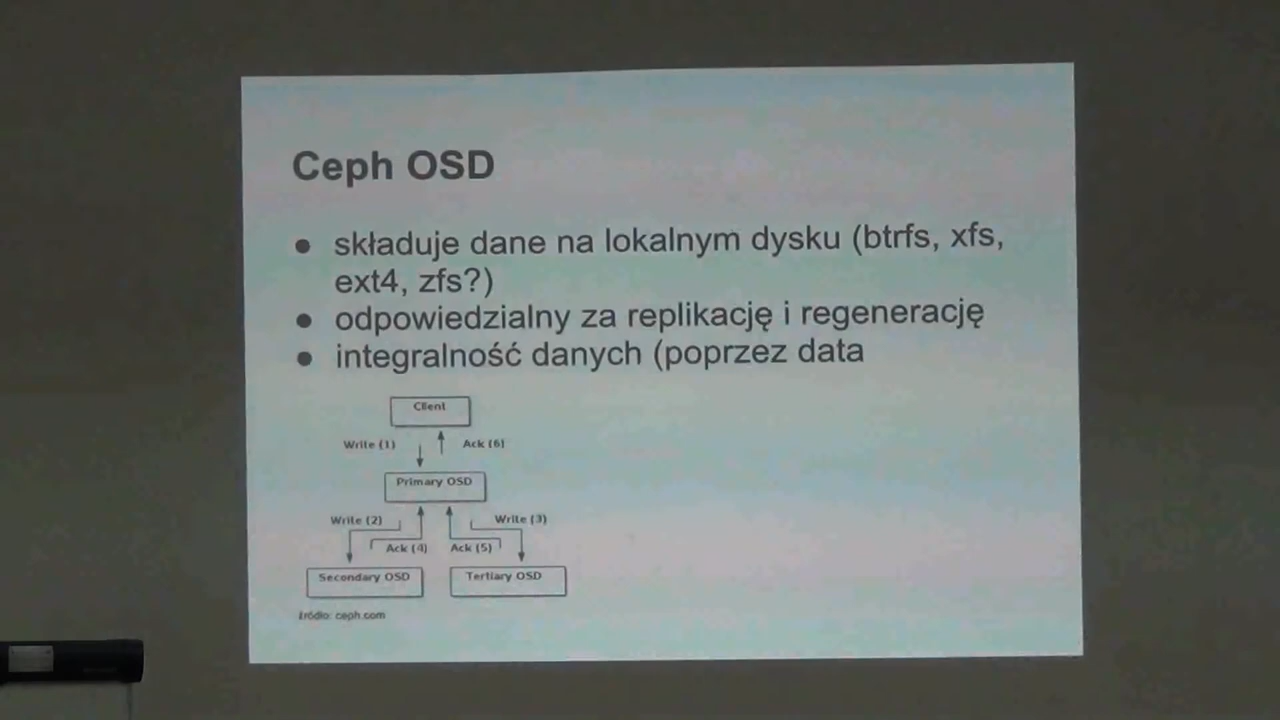 Ceph OSD
● składuje dane na lokalnym dysku (btrfs, xfs,
ext4, zfs?)
● odpowiedzialny za replikację i regenerację
● integralność danych (poprzez data
Client
Write (1) Ack (6)
Primary OSD
Write (2) Write (3)
Ack (4) Ack (5)
Secondary OSD Tertiary OSD
źródło: ceph.com